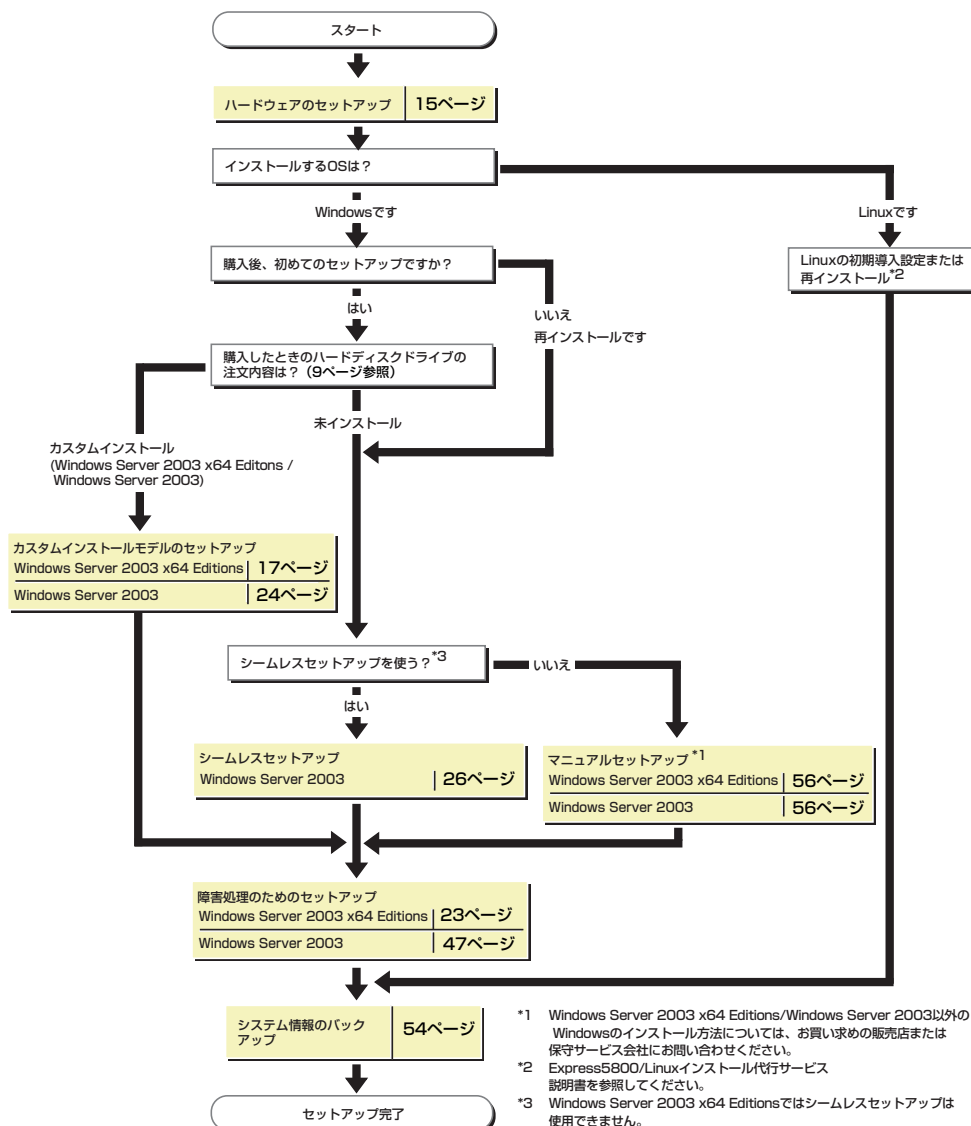 スタート
ハードウェアのセットアップ 15ページ
インストールするOSは？
Windowsです
Linuxです
購入後、初めてのセットアップですか？
Linuxの初期導入設定または
再インストール*2
はい
いいえ
再インストールです
購入したときのハードディスクドライブの
注文内容は？（9ページ参照）
未インストール
カスタムインストール
(Windows Server 2003 x64 Editons /
Windows Server 2003)
カスタムインストールモデルのセットアップ
Windows Server 2003 x64 Editions 17ページ
Windows Server 2003 24ページ
シームレスセットアップを使う？*3
いいえ
はい
シームレスセットアップ
Windows Server 2003 26ページ
マニュアルセットアップ*1
Windows Server 2003 x64 Editions 56ページ
Windows Server 2003 56ページ
障害処理のためのセットアップ
Windows Server 2003 x64 Editions 23ページ
Windows Server 2003 47ページ
システム情報のバック
アップ
54ページ
セットアップ完了
*1 Windows Server 2003 x64 Editions/Windows Server 2003以外の
Windowsのインストール方法については、お買い求めの販売店または
保守サービス会社にお問い合わせください。
*2 Express5800/Linuxインストール代行サービス
説明書を参照してください。
*3 Windows Server 2003 x64 Editionsではシームレスセットアップは
使用できません。